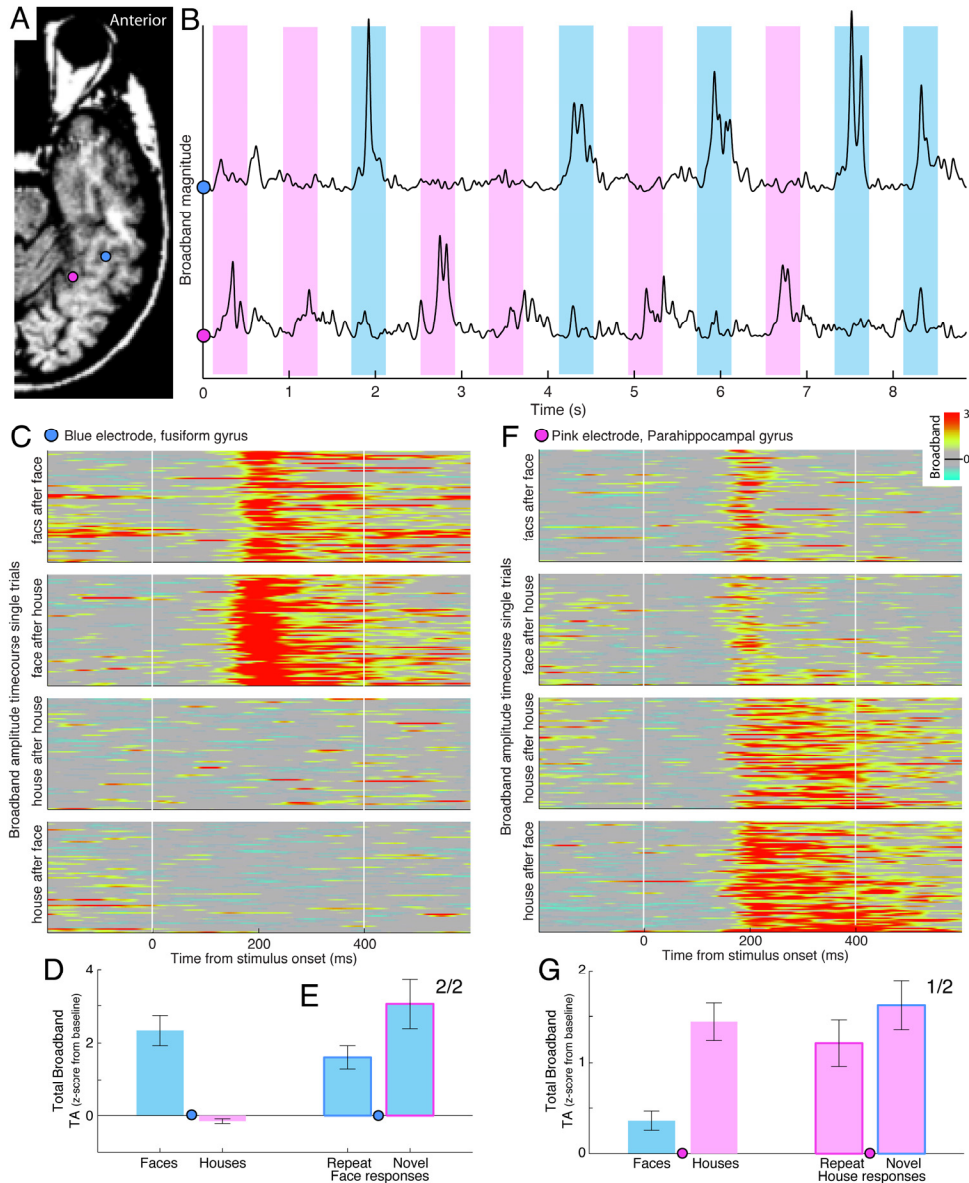 A
Anterior
B
Broadband magnitude
0 1 2 3 4 5 6 7 8
Time (s)
C
Blue electrode, fusiform gyrus
Broadband amplitude timecourse single trials
facs after face
face after house
house after house
house after face
0 200 400
Time from stimulus onset (ms)
F
Pink electrode, Parahippocampal gyrus
Broadband
3
0
Broadband amplitude timecourse single trials
facs after face
face after house
house after house
house after face
0 200 400
Time from stimulus onset (ms)
D
Total Broadband
TA (z-score from baseline)
4
2
0
Faces Houses
E
2/2
Repeat Novel
Face responses
G
Total Broadband
TA (z-score from baseline)
2
1
0
Faces Houses
1/2
Repeat Novel
House responses